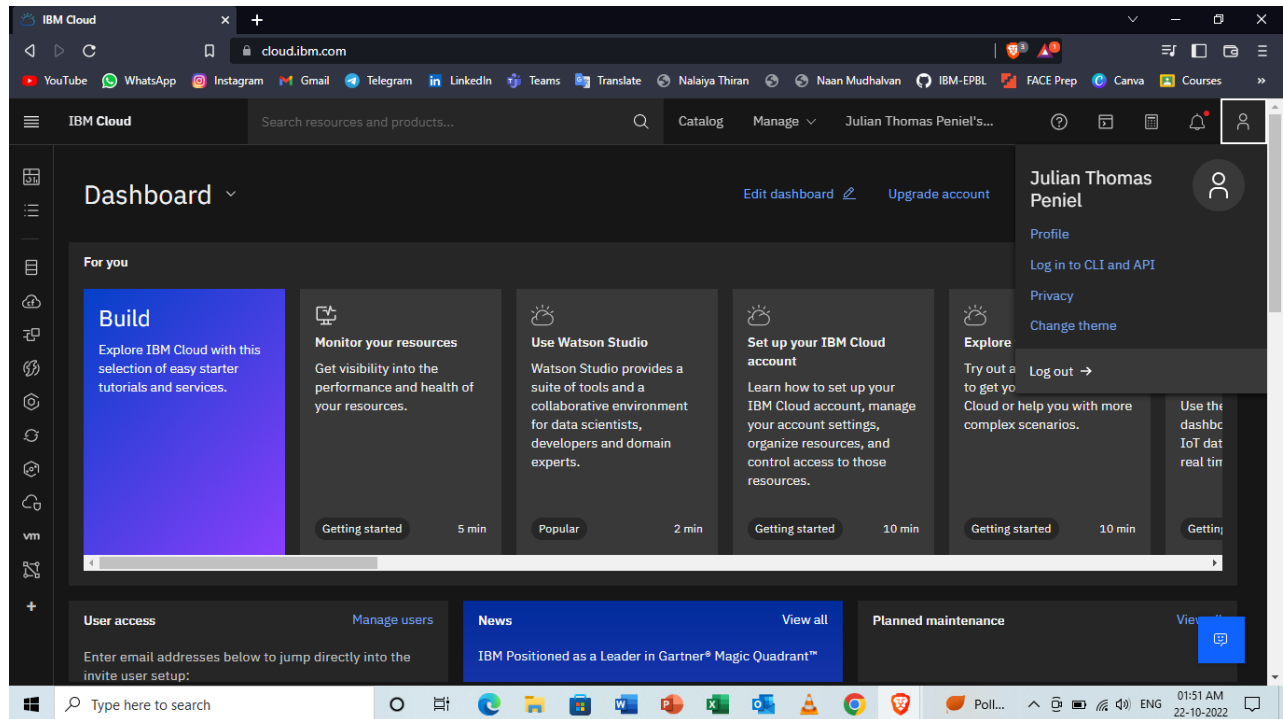 IBM Cloud
cloud.ibm.com
3
1
YouTube WhatsApp Instagram Gmail Telegram LinkedIn Teams Translate Nalaiya Thiran Naan Mudhalvan IBM-EPBL FACE Prep Canva Courses »
IBM Cloud
Search resources and products...
Catalog
Manage
Julian Thomas Peniel's...
Julian Thomas
Peniel
Profile
Log in to CLI and API
Privacy
Change theme
Log out →
Dashboard
Edit dashboard
Upgrade account
For you
Build
Explore IBM Cloud with this
selection of easy starter
tutorials and services.
Monitor your resources
Get visibility into the
performance and health of
your resources.
Getting started 5 min
Use Watson Studio
Watson Studio provides a
suite of tools and a
collaborative environment
for data scientists,
developers and domain
experts.
Popular 2 min
Set up your IBM Cloud
account
Learn how to set up your
IBM Cloud account, manage
your account settings,
organize resources, and
control access to those
resources.
Getting started 10 min
Explore
Try out a
to get yo
Cloud or help you with more
complex scenarios.
Getting started 10 min
Use the
dashbo
IoT dat
real tim
Getting
cf
vm
User access
Manage users
Enter email addresses below to jump directly into the
invite user setup:
News
View all
IBM Positioned as a Leader in Gartner® Magic Quadrant™
Planned maintenance
Type here to search
Poll...
ENG
01:51 AM
22-10-2022